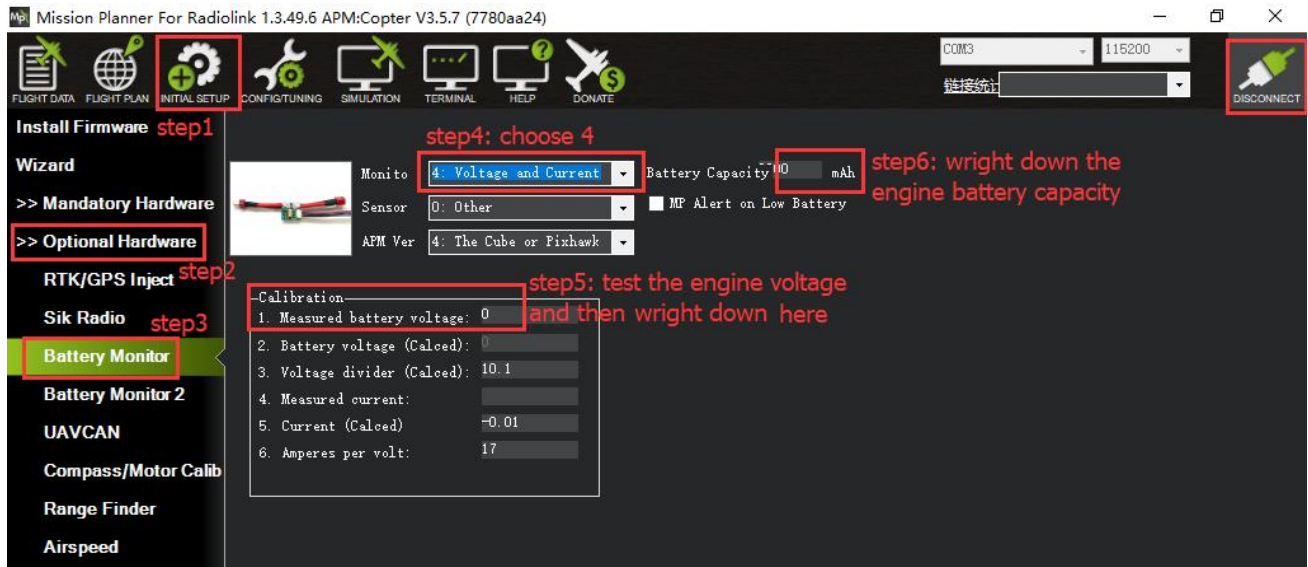 Mission Planner For Radiolink 1.3.49.6 APM:Copter V3.5.7 (7780aa24)
FLIGHT DATA
FLIGHT PLAN
INITIAL SETUP
CONFIG/TUNING
SIMULATION
TERMINAL
HELP
DONATE
COM3
115200
链接统计
DISCONNECT
Install Firmware
step1
Wizard
>> Mandatory Hardware
>> Optional Hardware
step2
RTK/GPS Inject
Sik Radio
step3
Battery Monitor
Battery Monitor 2
UAVCAN
Compass/Motor Calib
Range Finder
Airspeed
step4: choose 4
Monito 4: Voltage and Current
Sensor 0: Other
APM Ver 4: The Cube or Pixhawk
Battery Capacity mAh
MP Alert on Low Battery
step6: wright down the
engine battery capacity
step5: test the engine voltage
and then wright down here
Calibration
1. Measured battery voltage: 0
2. Battery voltage (Calced): 0
3. Voltage divider (Calced): 10.1
4. Measured current:
5. Current (Calced) -0.01
6. Amperes per volt: 17